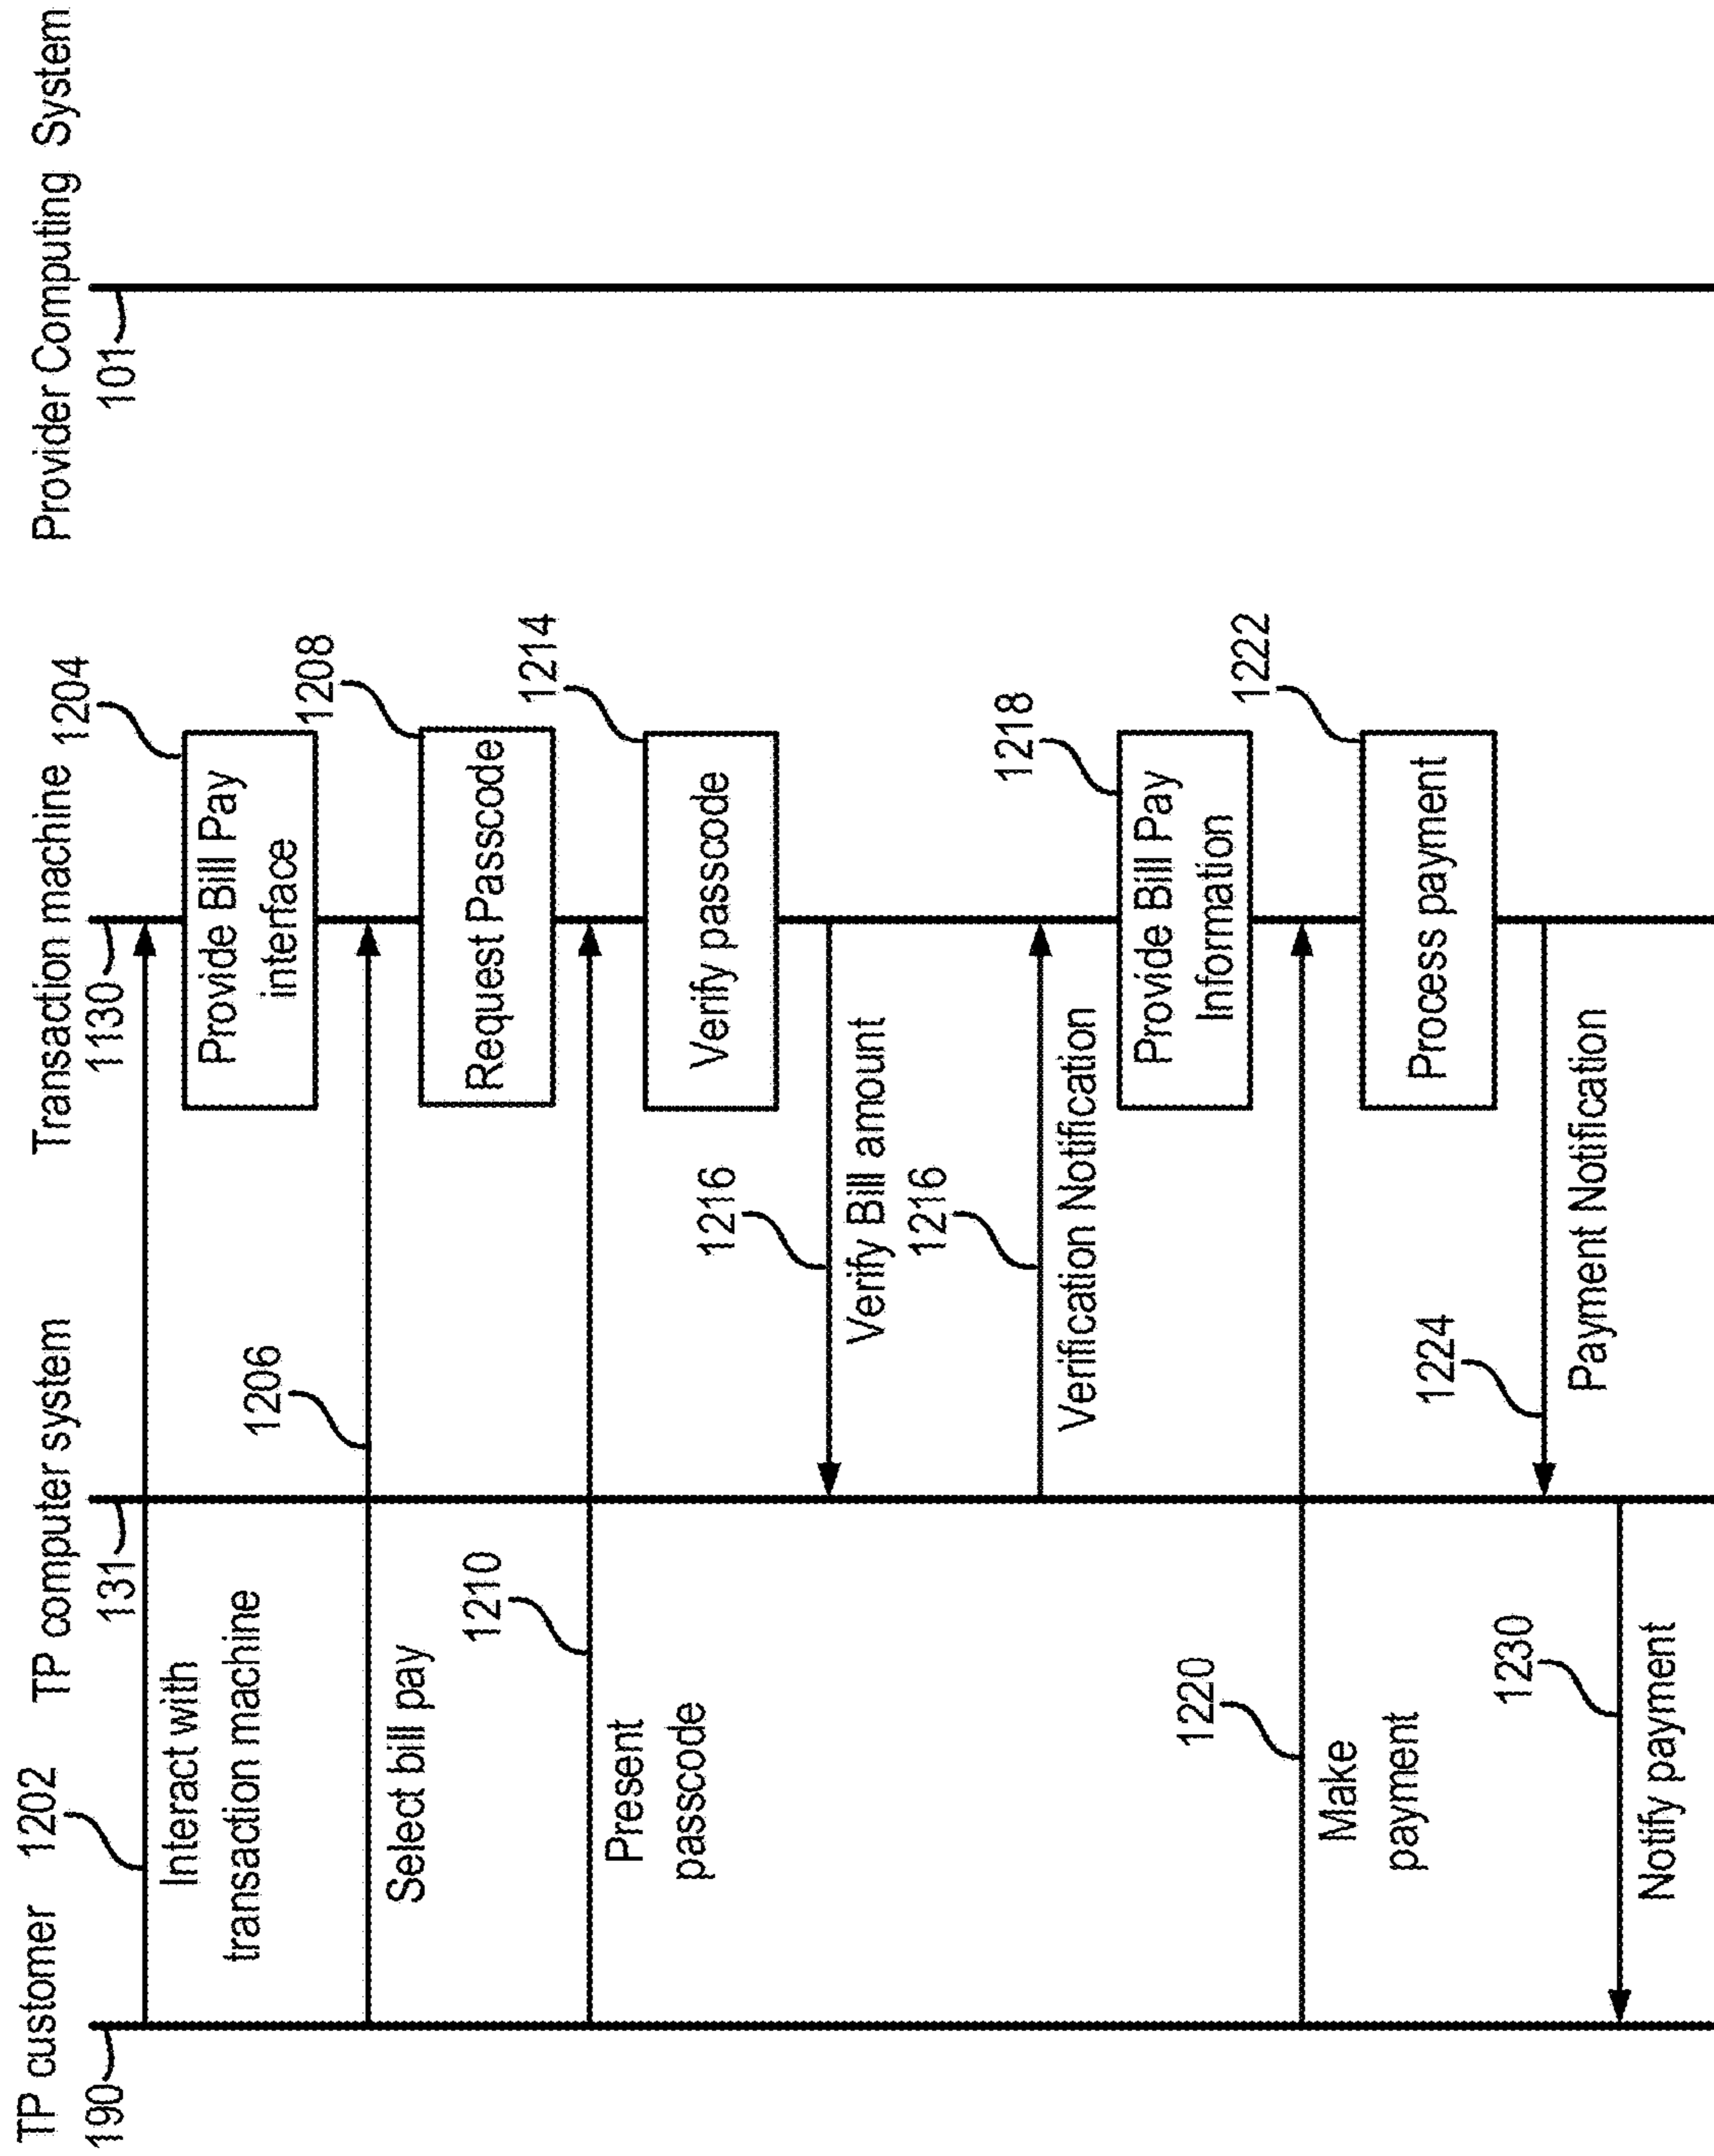 TP customer
190
1202
TP computer system
131
Transaction machine
1130
1204
Provider Computing System
101
Interact with
transaction machine
Provide Bill Pay
interface
1206
Select bill pay
1208
Request Passcode
1210
Present
passcode
1214
Verify passcode
1216
Verify Bill amount
1216
Verification Notification
1218
Provide Bill Pay
Information
1220
Make
payment
1222
Process payment
1224
Payment Notification
1230
Notify payment